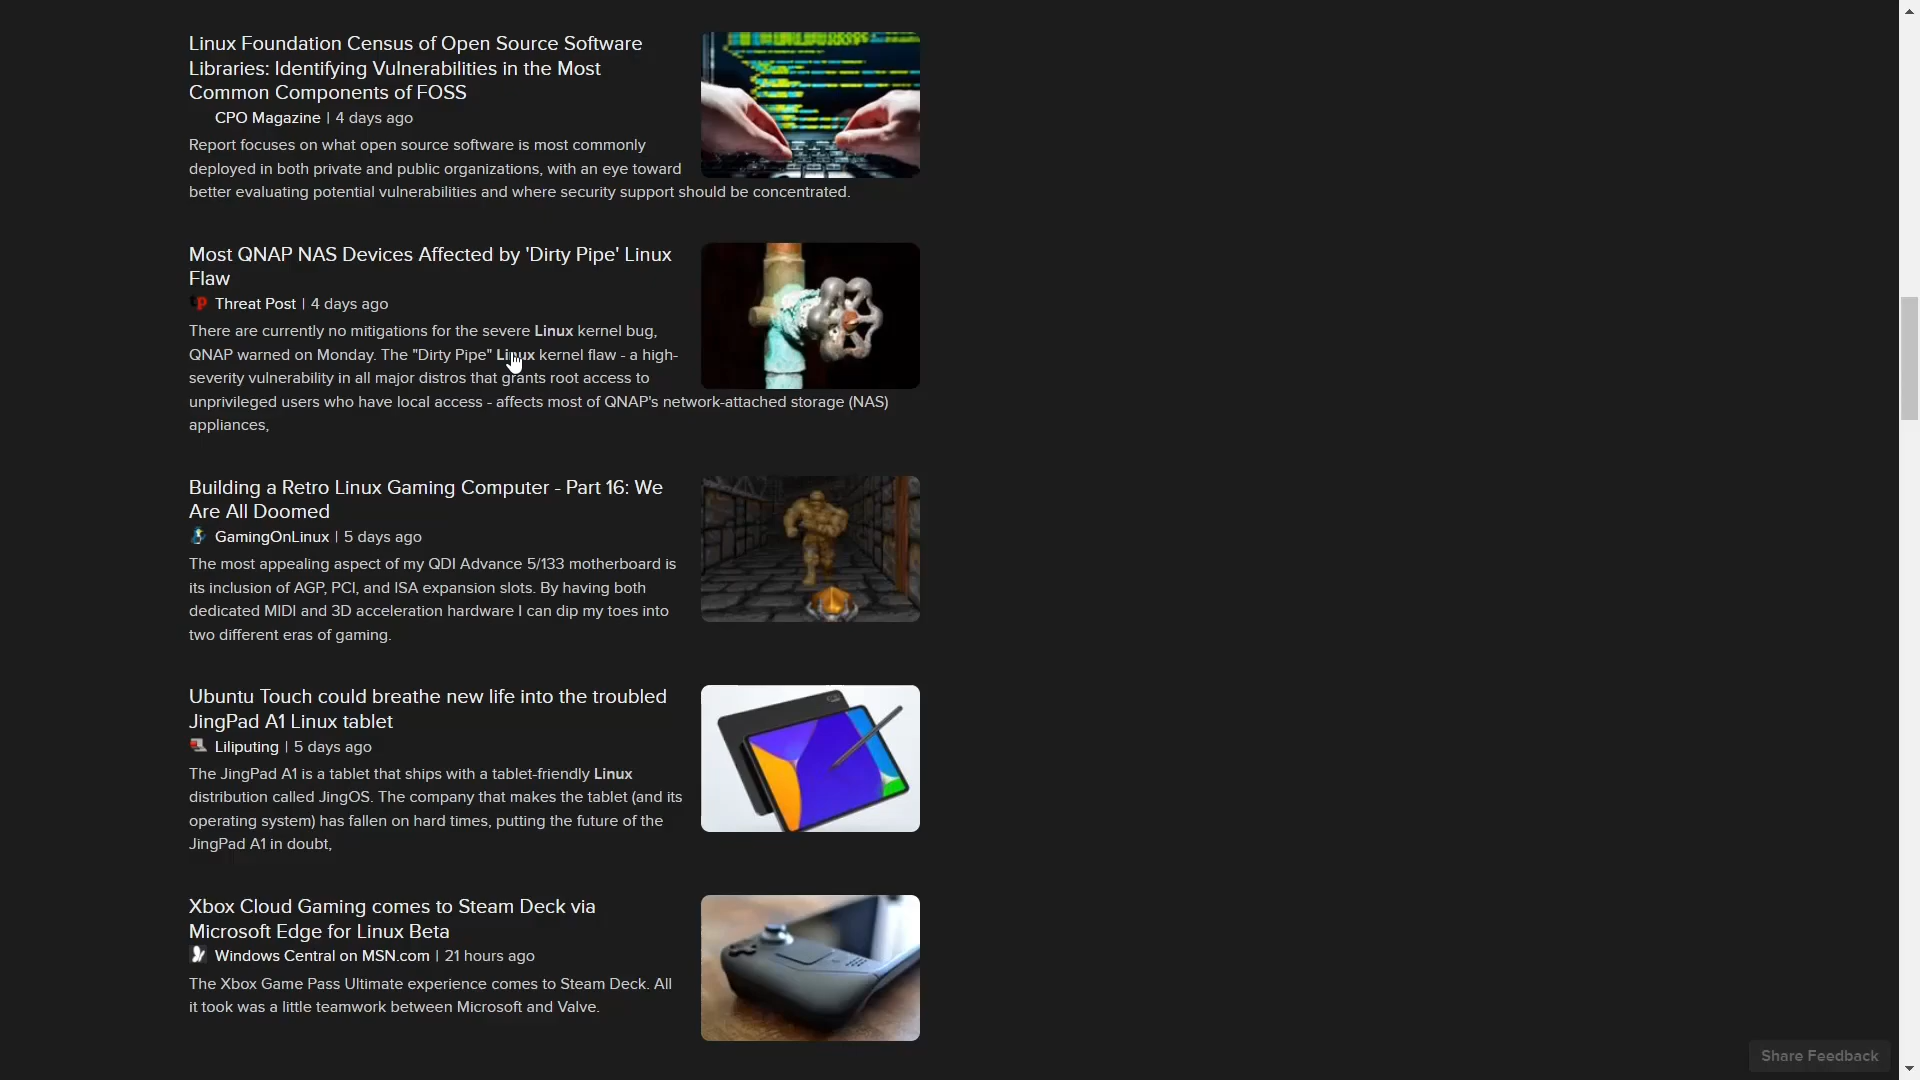 Linux Foundation Census of Open Source Software
Libraries: Identifying Vulnerabilities in the Most
Common Components of FOSS
CPO Magazine | 4 days ago
Report focuses on what open source software is most commonly
deployed in both private and public organizations, with an eye toward
better evaluating potential vulnerabilities and where security support should be concentrated.
Most QNAP NAS Devices Affected by 'Dirty Pipe' Linux
Flaw
tp Threat Post | 4 days ago
There are currently no mitigations for the severe Linux kernel bug,
QNAP warned on Monday. The "Dirty Pipe" Linux kernel flaw - a high-
severity vulnerability in all major distros that grants root access to
unprivileged users who have local access - affects most of QNAP's network-attached storage (NAS)
appliances,
Building a Retro Linux Gaming Computer - Part 16: We
Are All Doomed
GamingOnLinux | 5 days ago
The most appealing aspect of my QDI Advance 5/133 motherboard is
its inclusion of AGP, PCI, and ISA expansion slots. By having both
dedicated MIDI and 3D acceleration hardware I can dip my toes into
two different eras of gaming.
Ubuntu Touch could breathe new life into the troubled
JingPad A1 Linux tablet
Liliputing | 5 days ago
The JingPad A1 is a tablet that ships with a tablet-friendly Linux
distribution called JingOS. The company that makes the tablet (and its
operating system) has fallen on hard times, putting the future of the
JingPad A1 in doubt,
Xbox Cloud Gaming comes to Steam Deck via
Microsoft Edge for Linux Beta
Windows Central on MSN.com | 21 hours ago
The Xbox Game Pass Ultimate experience comes to Steam Deck. All
it took was a little teamwork between Microsoft and Valve.
Share Feedback